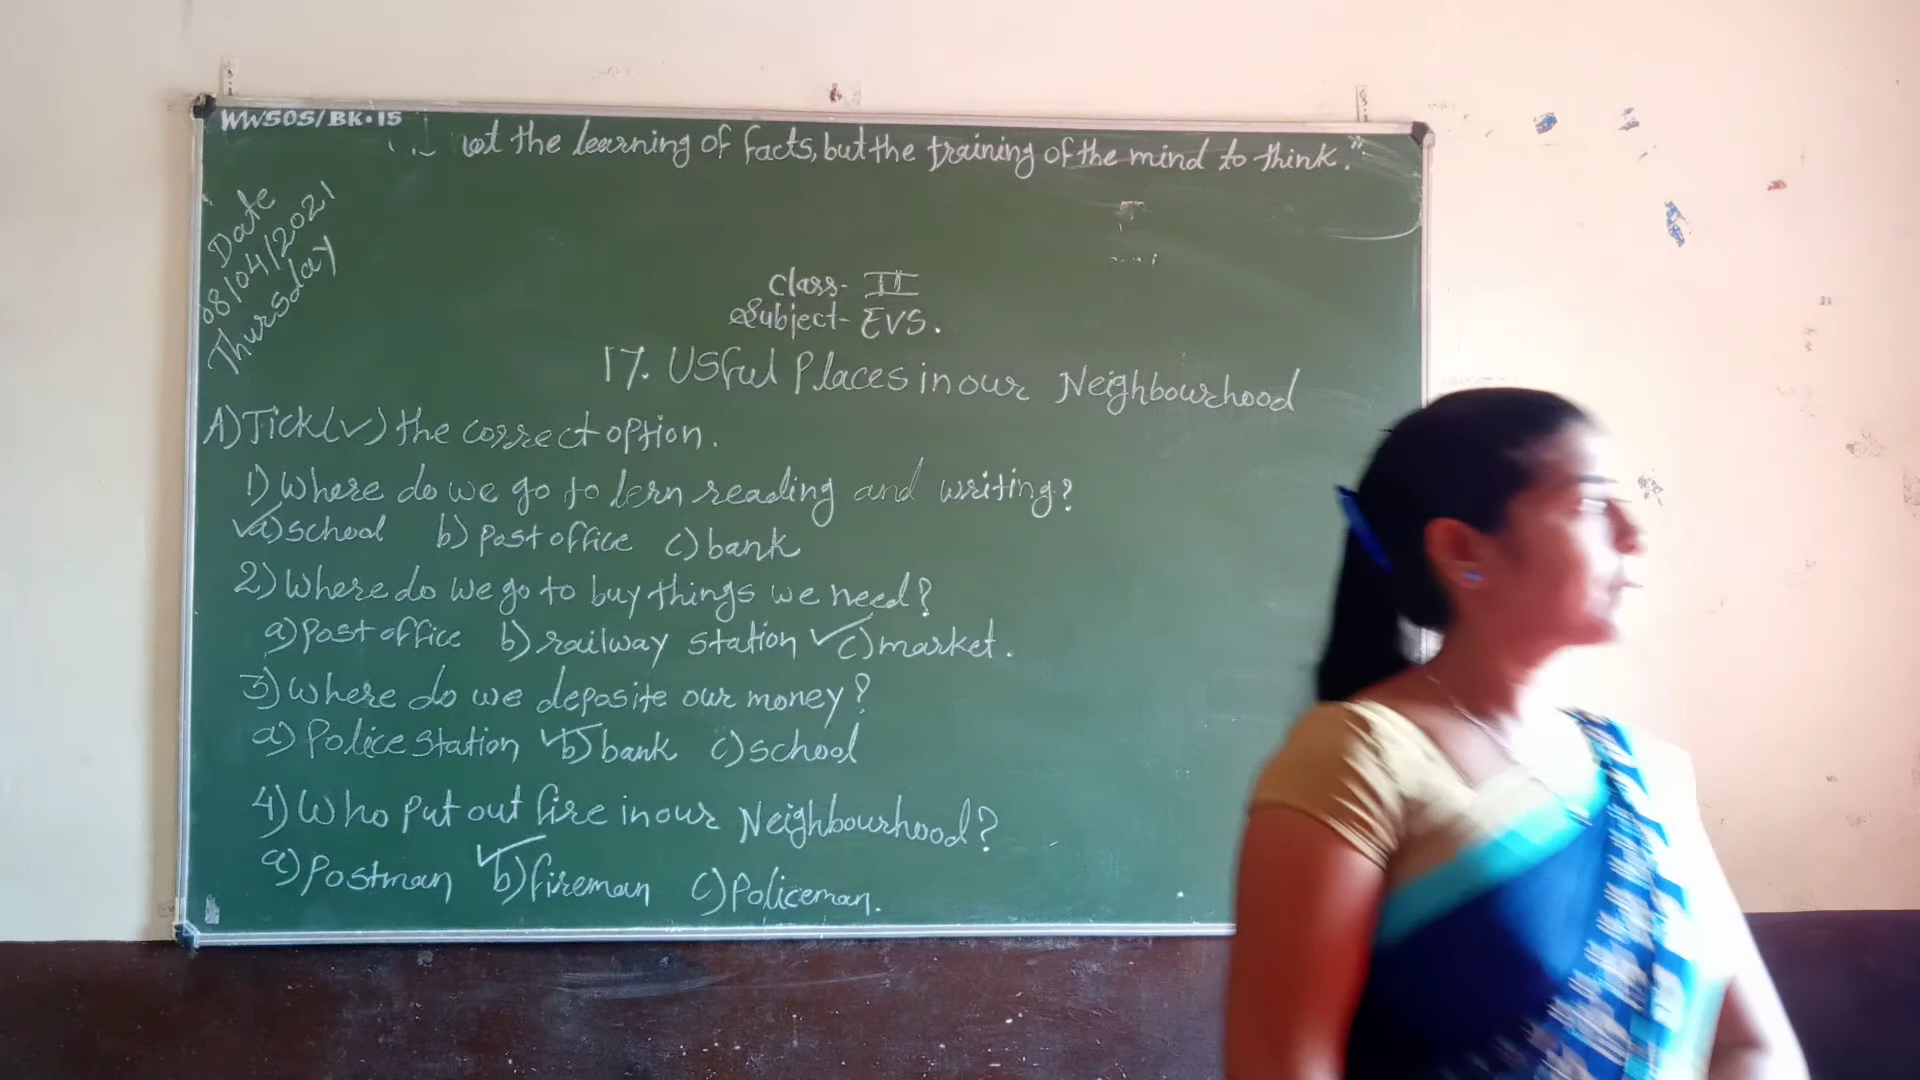 WWSOS/BK-15
not the learning of facts, but the training of the mind to think."
Date
08/04/2021
Thursday
Class- II
Subject- EVS.
17. Usful Places in our Neighbourhood
A) Tick (✓) the correct option.
1) Where do we go to lern reading and writing?
✓a) school b) post office c) bank
2) Where do we go to buy things we need?
a) Post office b) railway station ✓c) market.
3) Where do we deposite our money?
a) Police station ✓b) bank c) school
4) Who put out fire in our Neighbourhood?
a) Postman ✓b) fireman c) Policeman.